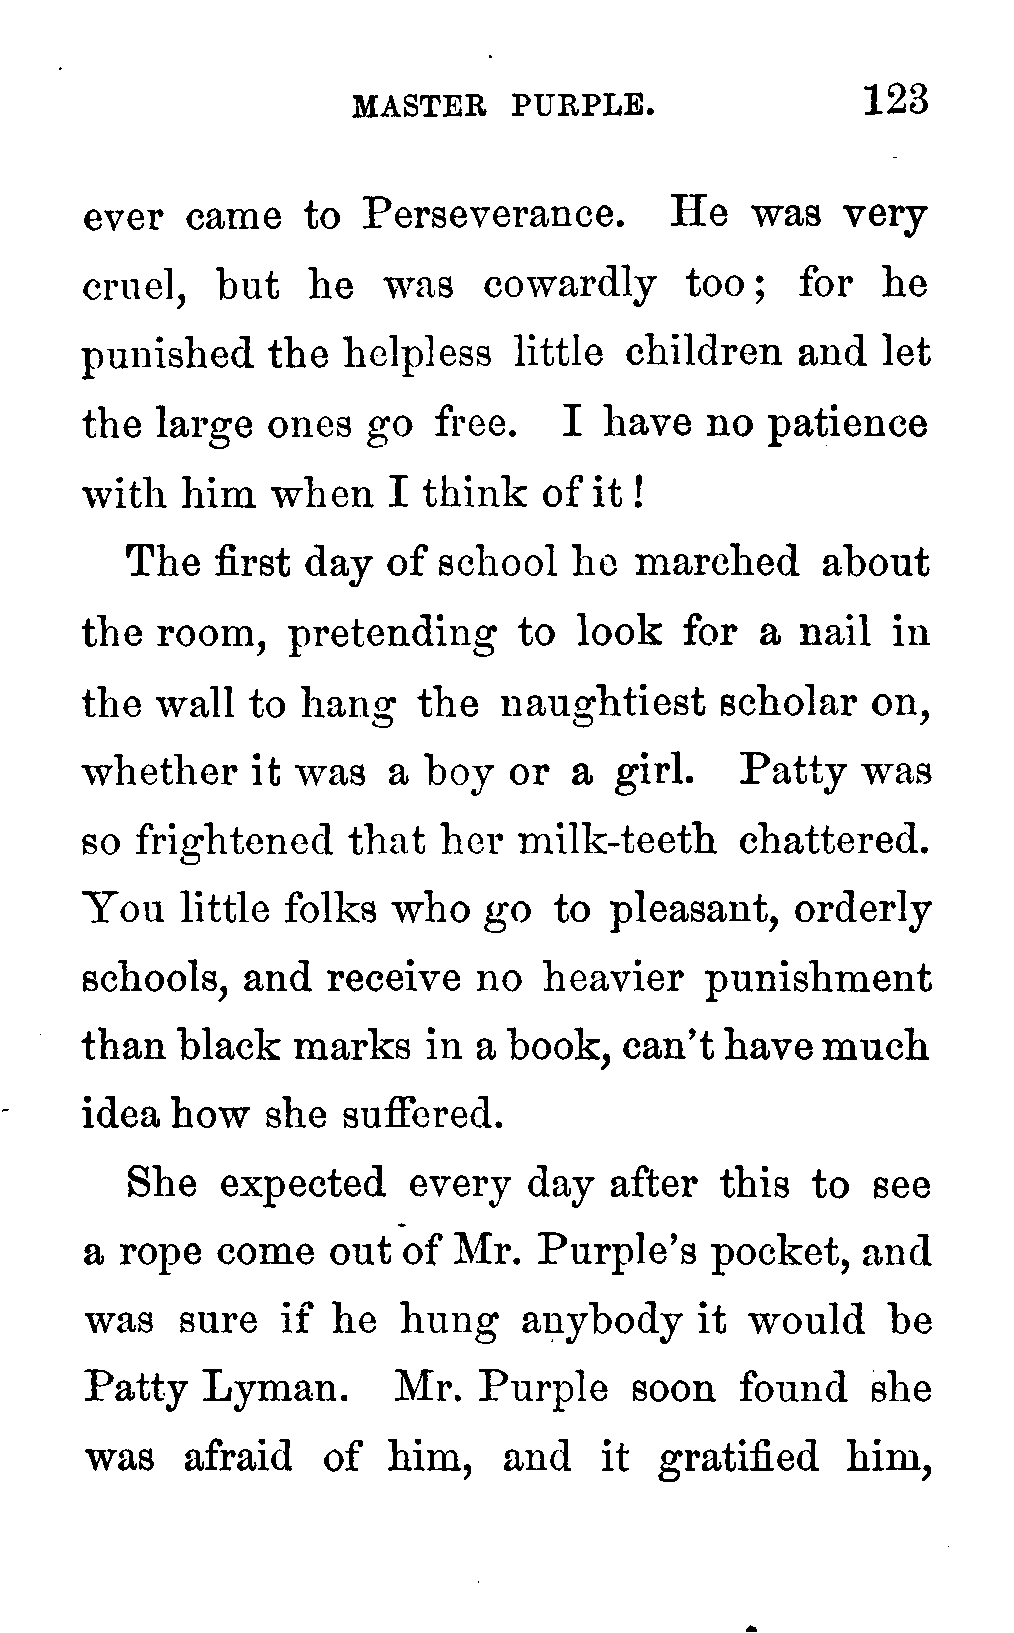 MASTER PURPLE. 123
ever came to Perseverance. He was very
cruel, but he was cowardly too; for he
punished the helpless little children and let
the large ones go free. I have no patience
with him when I think of it!
The first day of school he marched about
the room, pretending to look for a nail in
the wall to hang the naughtiest scholar on,
whether it was a boy or a girl. Patty was
so frightened that her milk-teeth chattered.
You little folks who go to pleasant, orderly
schools, and receive no heavier punishment
than black marks in a book, can't have much
idea how she suffered.
She expected every day after this to see
a rope come out of Mr. Purple's pocket, and
was sure if he hung anybody it would be
Patty Lyman. Mr. Purple soon found she
was afraid of him, and it gratified him,